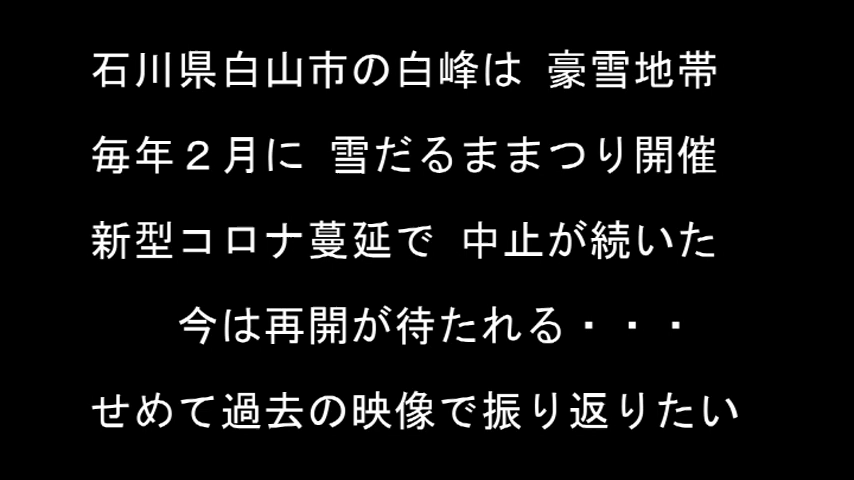 石川県白山市の白峰は 豪雪地帯
毎年２月に 雪だるままつり開催
新型コロナ蔓延で 中止が続いた
今は再開が待たれる・・・
せめて過去の映像で振り返りたい